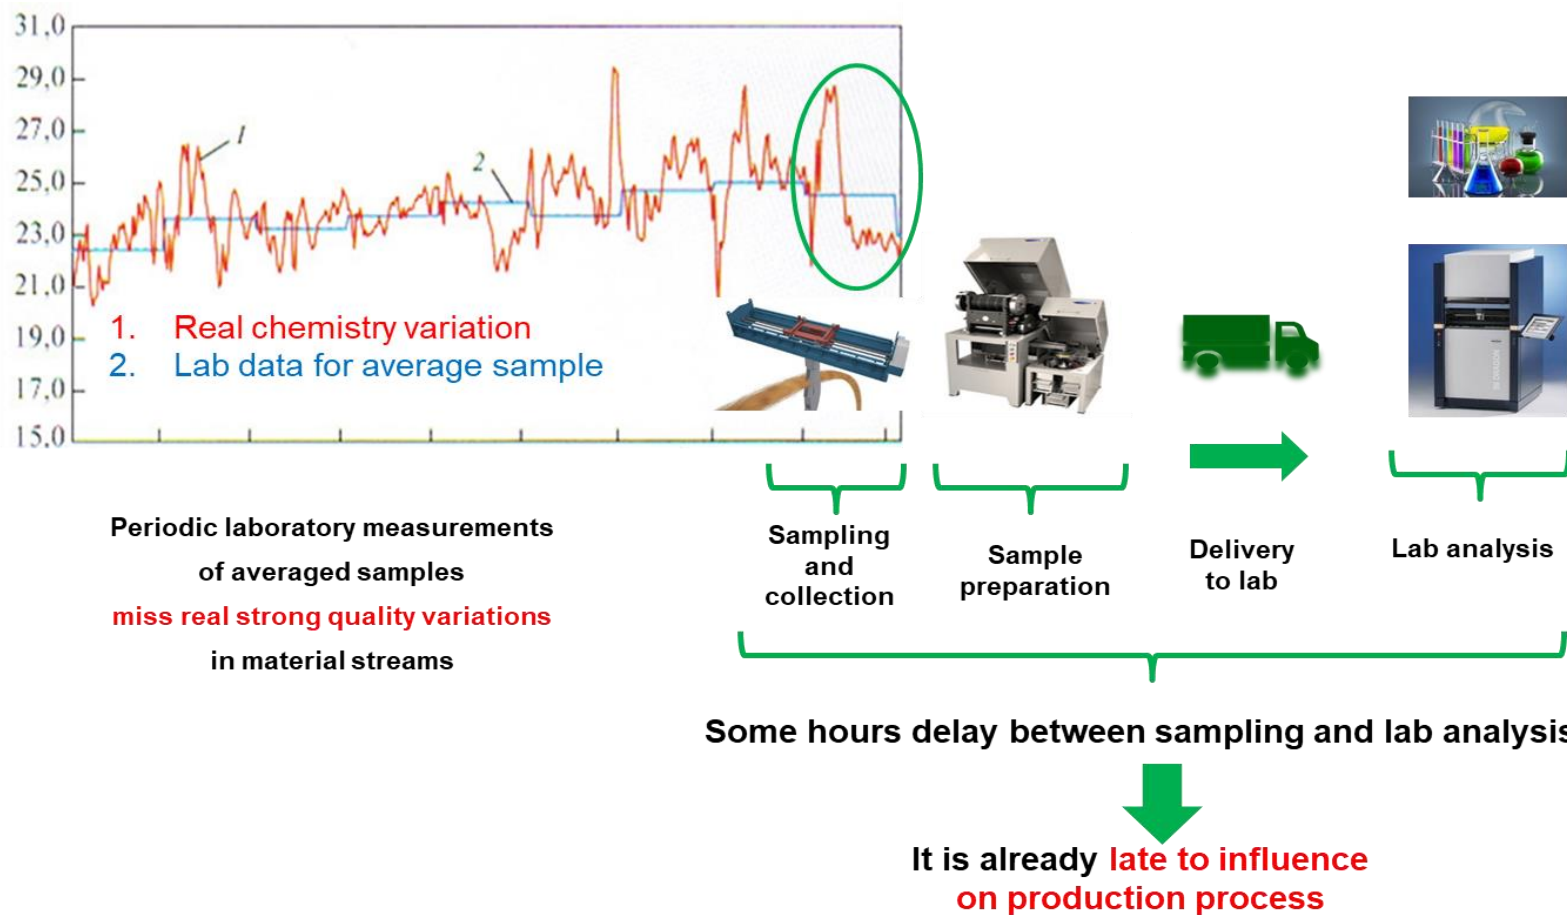 31,0
29,0
27,0
25,0
23,0
21,0
19,0
17,0
15,0
1
2
1. Real chemistry variation
2. Lab data for average sample
Periodic laboratory measurements
of averaged samples
miss real strong quality variations
in material streams
Sampling
and
collection
Sample
preparation
Delivery
to lab
Lab analysis
Some hours delay between sampling and lab analysis
It is already late to influence
on production process